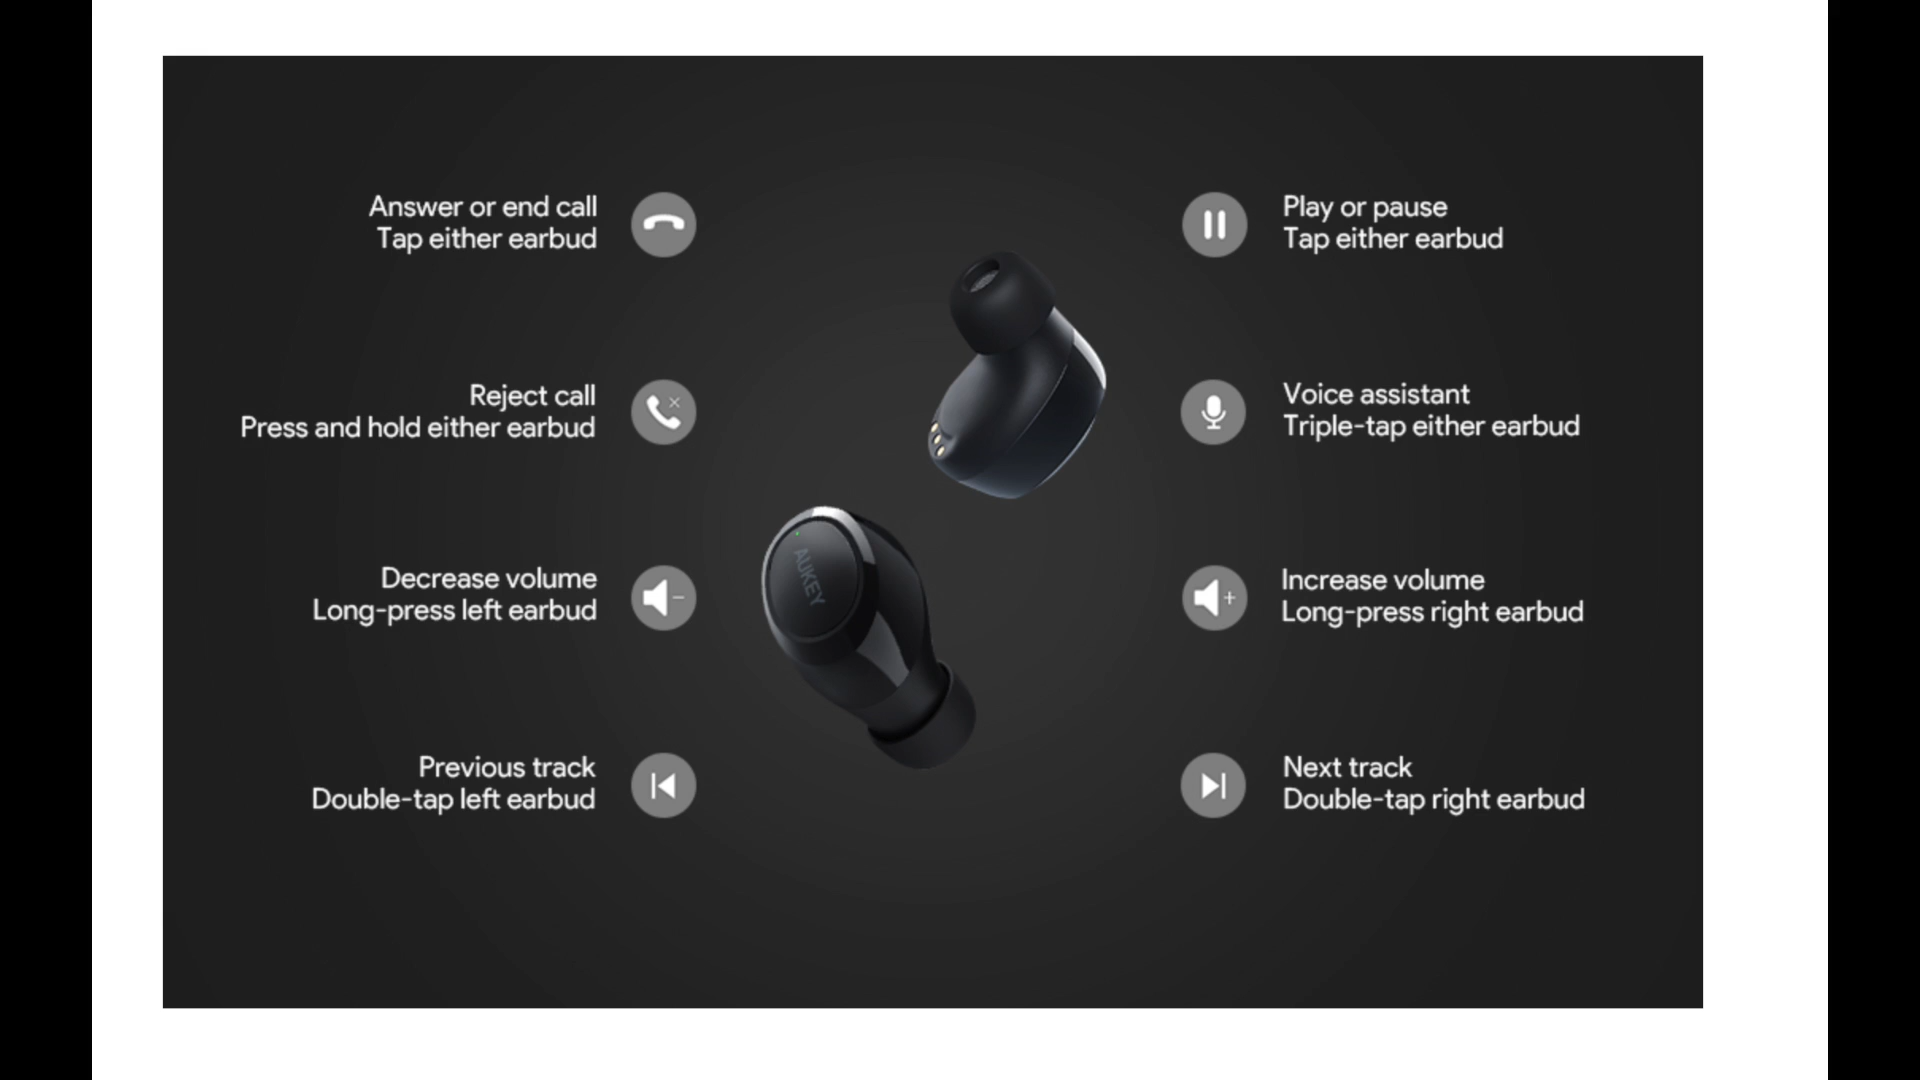 Answer or end call
Tap either earbud
Play or pause
Tap either earbud
Reject call
Press and hold either earbud
Voice assistant
Triple-tap either earbud
Decrease volume
Long-press left earbud
AUKEY
Increase volume
Long-press right earbud
Previous track
Double-tap left earbud
Next track
Double-tap right earbud